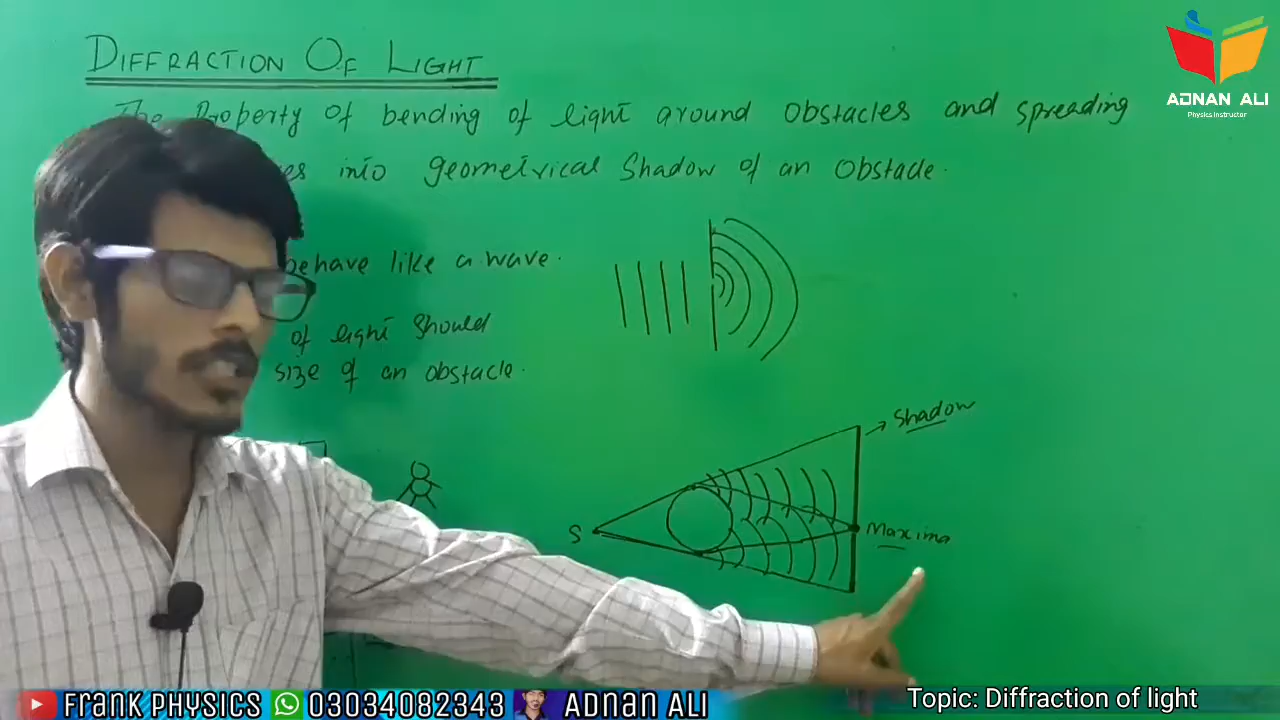 DIFFRACTION OF LIGHT
The Property of bending of light around Obstacles and spreading
into geometrical Shadow of an Obstacle.
behave like a wave.
of light Should
size of an obstacle.
Shadow
S
Maxima
ADNAN ALI
Physics Instructor
Frank Physics 03034082343 Adnan Ali
Topic: Diffraction of light